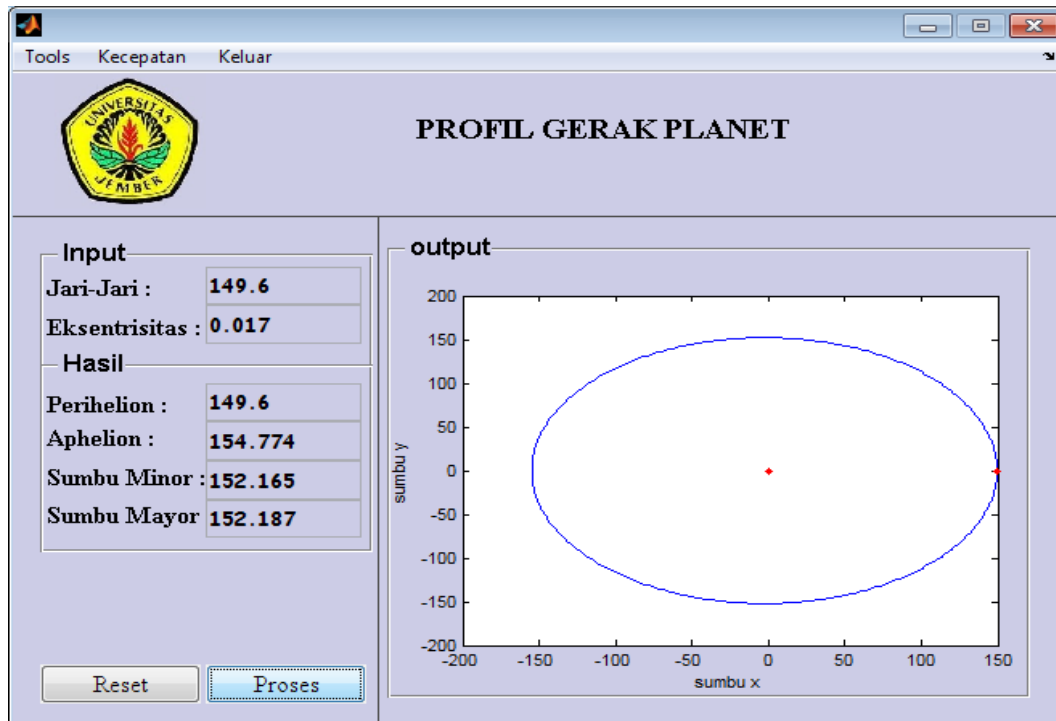 Tools Kecepatan Keluar
UNIVERSITAS
JEMBER
PROFIL GERAK PLANET
Input
Jari-Jari : 149.6
Eksentrisitas : 0.017
Hasil
Perihelion : 149.6
Aphelion : 154.774
Sumbu Minor : 152.165
Sumbu Mayor 152.187
Reset Proses
output
200
150
100
50
0
-50
-100
-150
-200
sumbu y
-200 -150 -100 -50 0 50 100 150
sumbu x